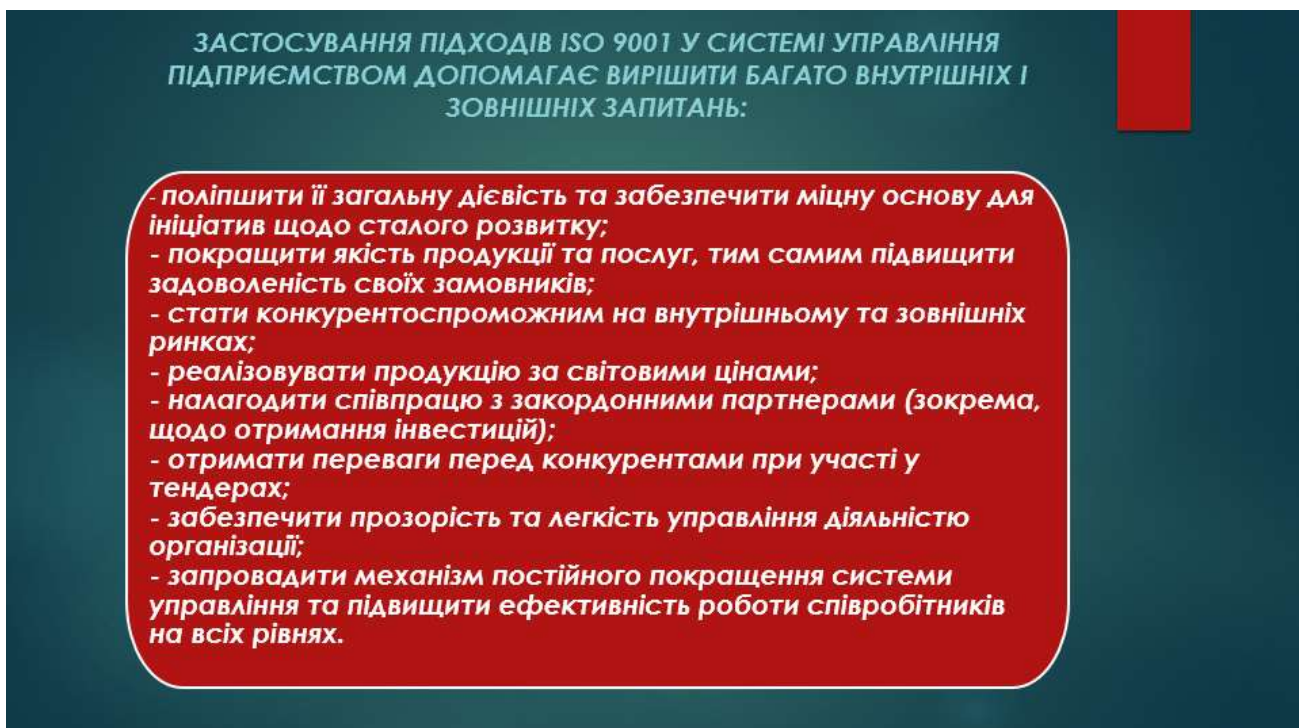 ЗАСТОСУВАННЯ ПІДХОДІВ ISO 9001 У СИСТЕМІ УПРАВЛІННЯ
ПІДПРИЄМСТВОМ ДОПОМАГАЄ ВИРІШИТИ БАГАТО ВНУТРІШНІХ І
ЗОВНІШНІХ ЗАПИТАНЬ:
- поліпшити її загальну дієвість та забезпечити міцну основу для
ініціатив щодо сталого розвитку;
- покращити якість продукції та послуг, тим самим підвищити
задоволеність своїх замовників;
- стати конкурентоспроможним на внутрішньому та зовнішніх
ринках;
- реалізовувати продукцію за світовими цінами;
- налагодити співпрацю з закордонними партнерами (зокрема,
щодо отримання інвестицій);
- отримати переваги перед конкурентами при участі у
тендерах;
- забезпечити прозорість та легкість управління діяльністю
організації;
- запровадити механізм постійного покращення системи
управління та підвищити ефективність роботи співробітників
на всіх рівнях.